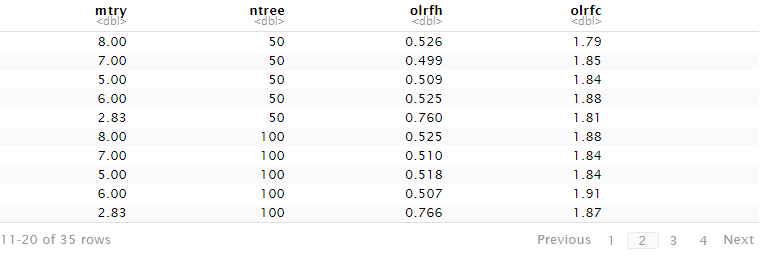 mtry ntree olrfh olrfc
<dbl> <dbl> <dbl> <dbl>
8.00 50 0.526 1.79
7.00 50 0.499 1.85
5.00 50 0.509 1.84
6.00 50 0.525 1.88
2.83 50 0.760 1.81
8.00 100 0.525 1.88
7.00 100 0.510 1.84
5.00 100 0.518 1.84
6.00 100 0.507 1.91
2.83 100 0.766 1.87
11-20 of 35 rows Previous 1 2 3 4 Next